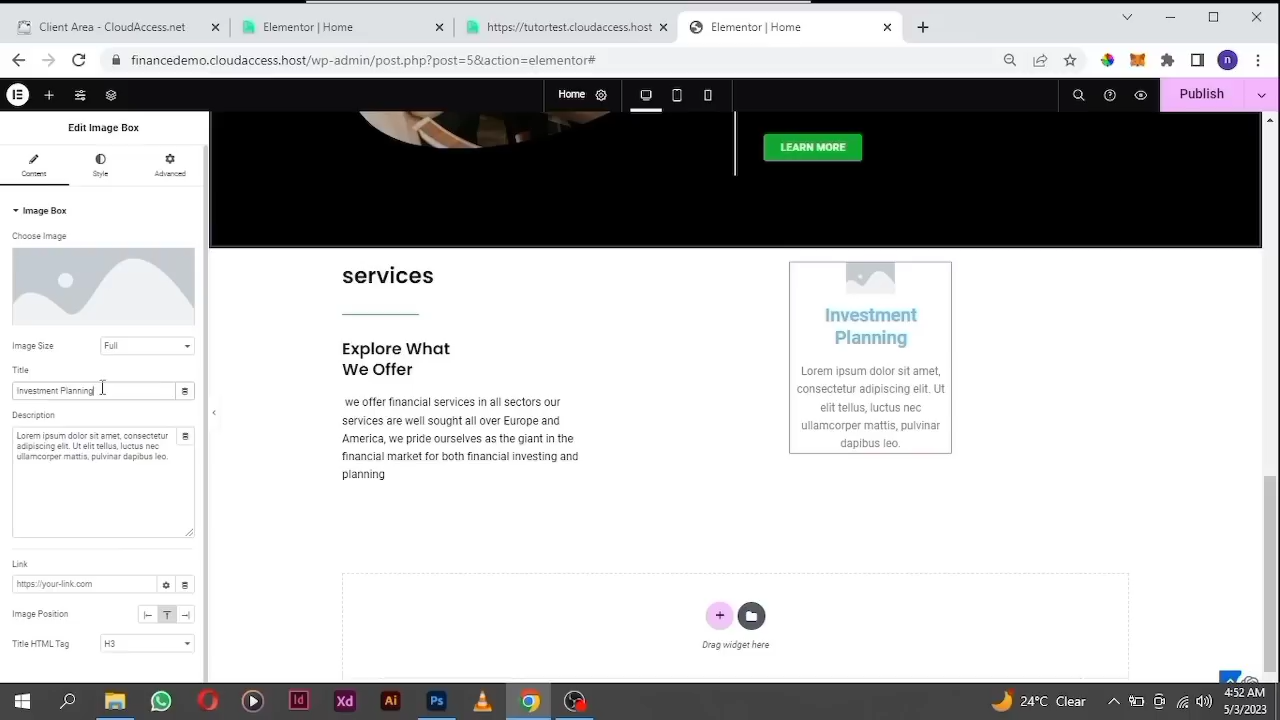 Client Area - CloudAccess.net
Elementor | Home
https://tutortest.cloudaccess.host
Elementor | Home
financedemo.cloudaccess.host/wp-admin/post.php?post=5&action=elementor#
n
Home
Publish
Edit Image Box
Content
Style
Advanced
Image Box
Choose Image
Image Size
Full
Title
Investment Planning
Description
Lorem ipsum dolor sit amet, consectetur
adipiscing elit. Ut elit tellus, luctus nec
ullamcorper mattis, pulvinar dapibus leo.
Link
https://your-link.com
Image Position
Title HTML Tag
H3
LEARN MORE
services
Explore What
We Offer
we offer financial services in all sectors our
services are well sought all over Europe and
America, we pride ourselves as the giant in the
financial market for both financial investing and
planning
Investment
Planning
Lorem ipsum dolor sit amet,
consectetur adipiscing elit. Ut
elit tellus, luctus nec
ullamcorper mattis, pulvinar
dapibus leo.
Drag widget here
Id
Xd
Ai
Ps
24°C Clear
4:52 AM
5/3/2023